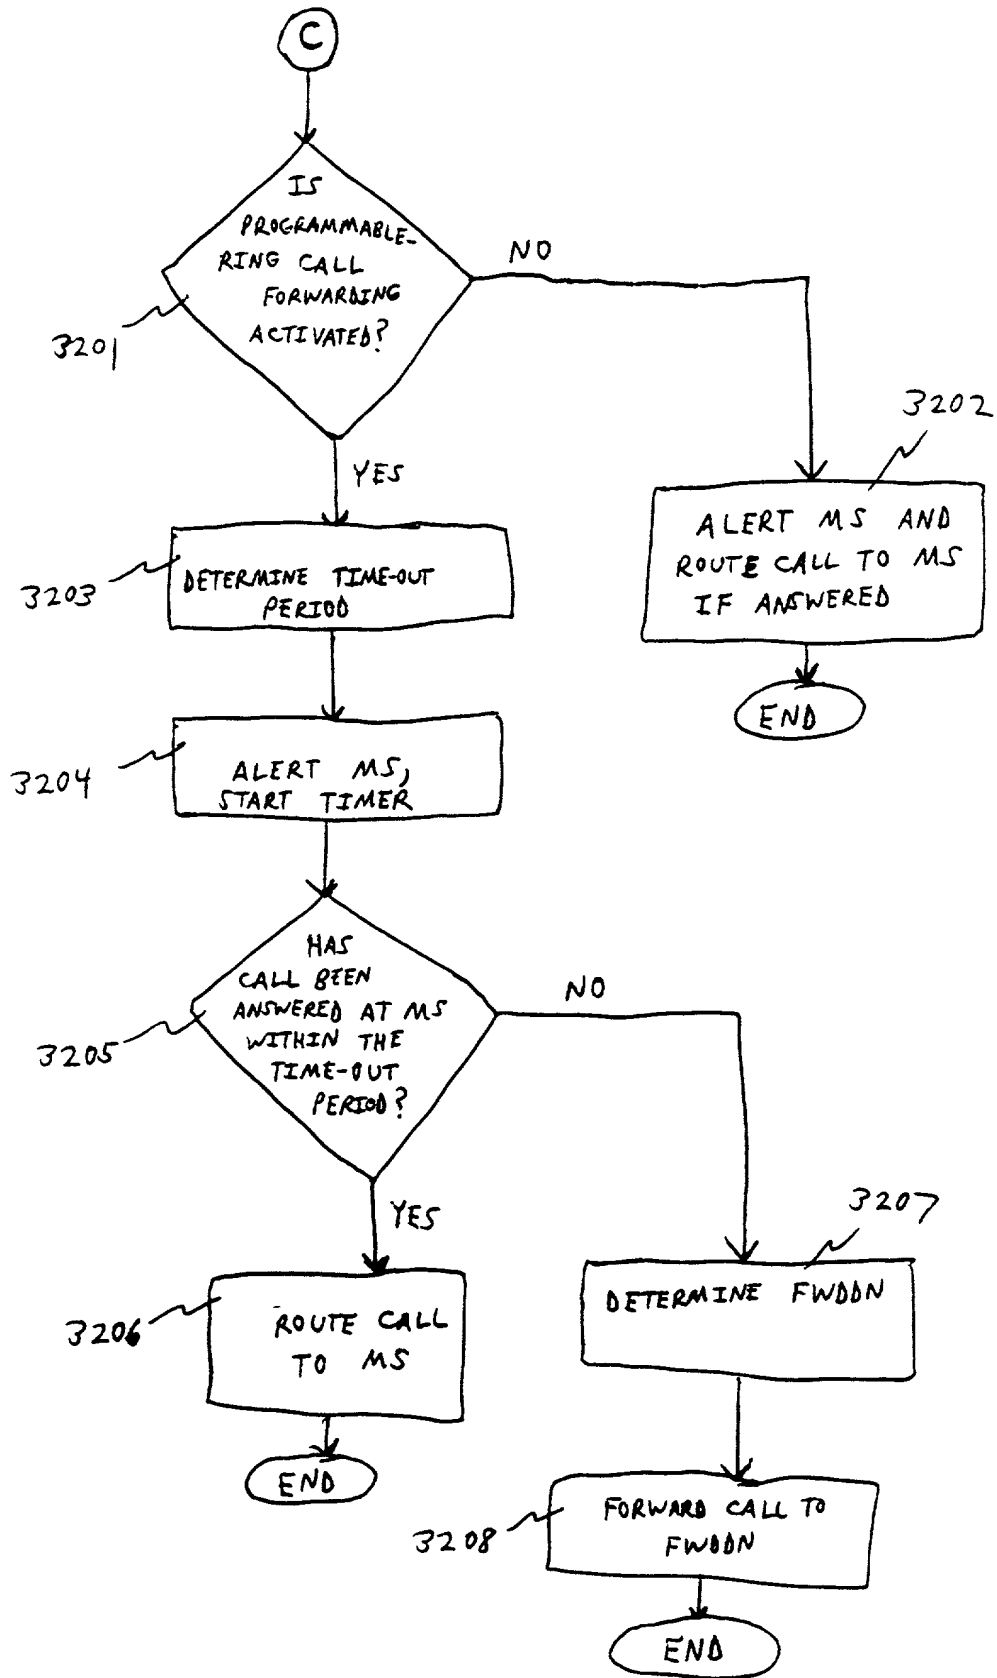 C
IS
PROGRAMMABLE-
RING CALL
FORWARDING
ACTIVATED?
3201
NO
3202
ALERT MS AND
ROUTE CALL TO MS
IF ANSWERED
END
YES
3203
DETERMINE TIME-OUT
PERIOD
3204
ALERT MS,
START TIMER
HAS
CALL BEEN
ANSWERED AT MS
WITHIN THE
TIME-OUT
PERIOD?
3205
NO
YES
3206
ROUTE CALL
TO MS
END
3207
DETERMINE FWDDN
3208
FORWARD CALL TO
FWDDN
END